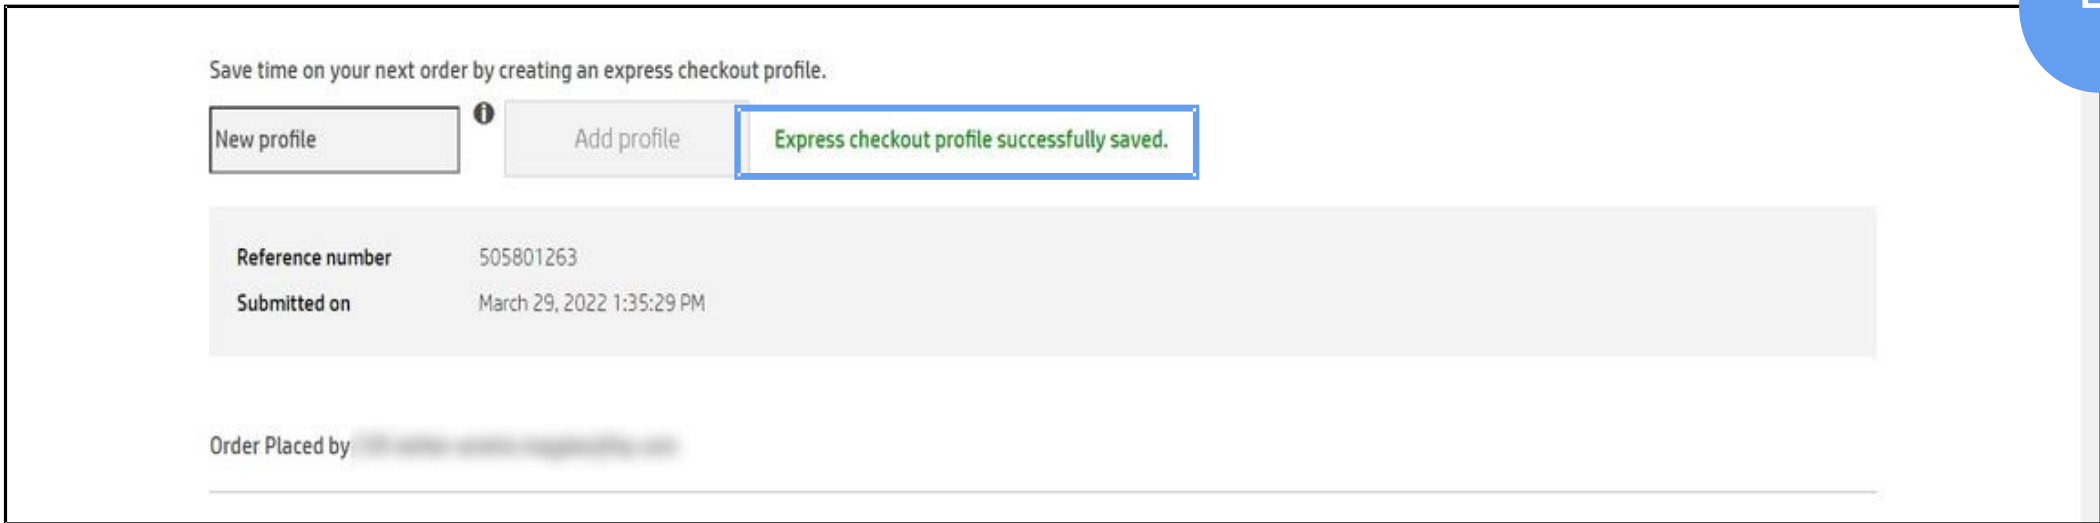 Save time on your next order by creating an express checkout profile.
New profile
Add profile
Express checkout profile successfully saved.
Reference number 505801263
Submitted on March 29, 2022 1:35:29 PM
Order Placed by